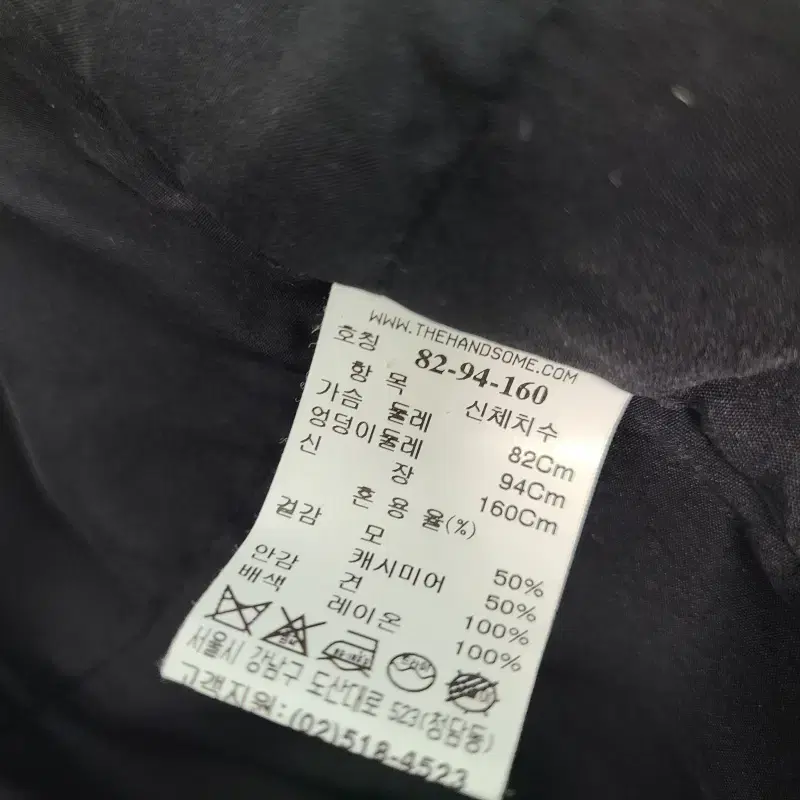 WWW.THEHANDSOME.COM
호칭 82-94-160
항 목 신체치수
가슴 둘레 82Cm
엉덩이둘레 94Cm
신 장 160Cm
혼 용 율(%)
겉감 모 50%
캐시미어 50%
안감 견 100%
배색 레이온 100%
서울시 강남구 도산대로 523(청담동)
고객지원:(02)518-4523